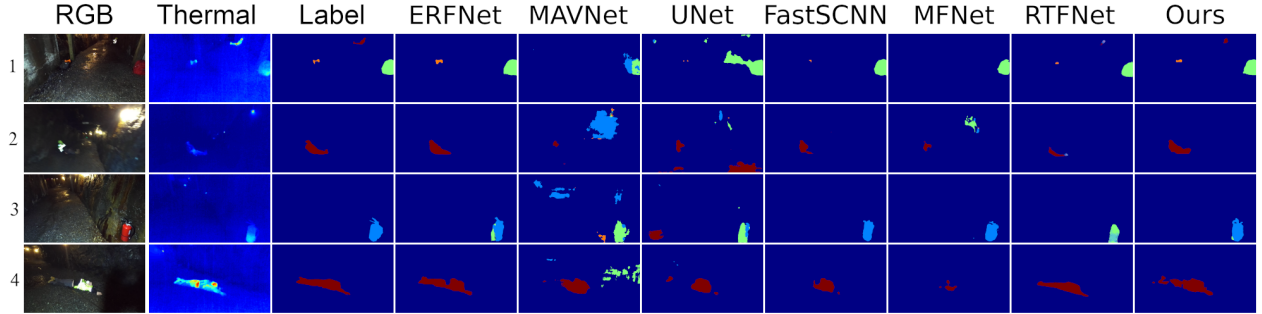 RGB Thermal Label ERFNet MAVNet UNet FastSCNN MFNet RTFNet Ours
1
2
3
4